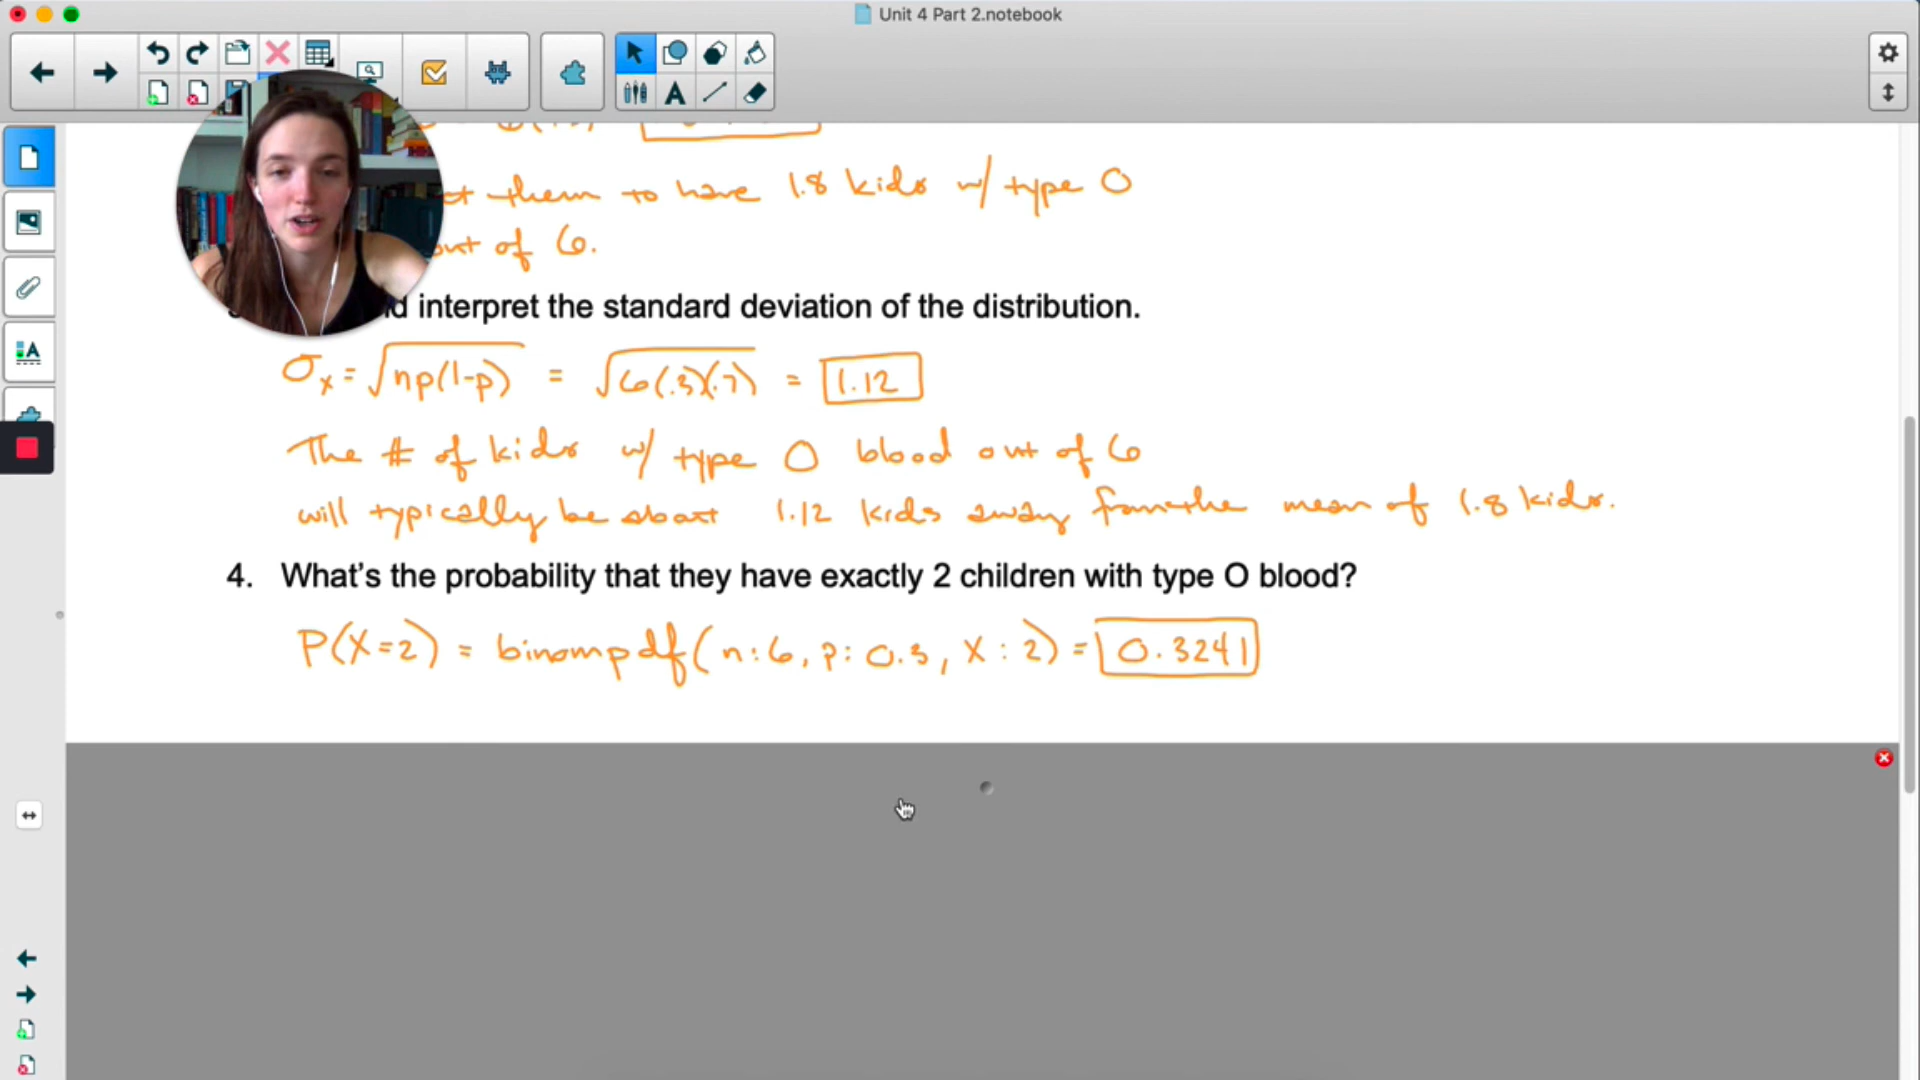 Unit 4 Part 2.notebook
them to have 1.8 kids w/ type O
out of 6.
interpret the standard deviation of the distribution.
σx = √np(1-p) = √6(.3)(.7) = 1.12
The # of kids w/ type O blood out of 6
will typically be about 1.12 kids away from the mean of 1.8 kids.
4. What's the probability that they have exactly 2 children with type O blood?
P(X=2) = binompdf(n:6, p: 0.3, X: 2) = 0.3241